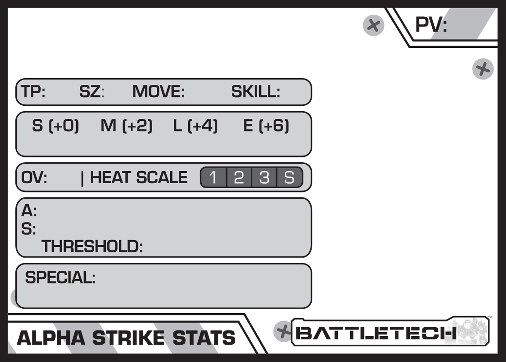 PV:
TP: SZ: MOVE: SKILL:
S (+0) M (+2) L (+4) E (+6)
OV: | HEAT SCALE 1 2 3 S
A:
S:
THRESHOLD:
SPECIAL:
ALPHA STRIKE STATS
BATTLETECH